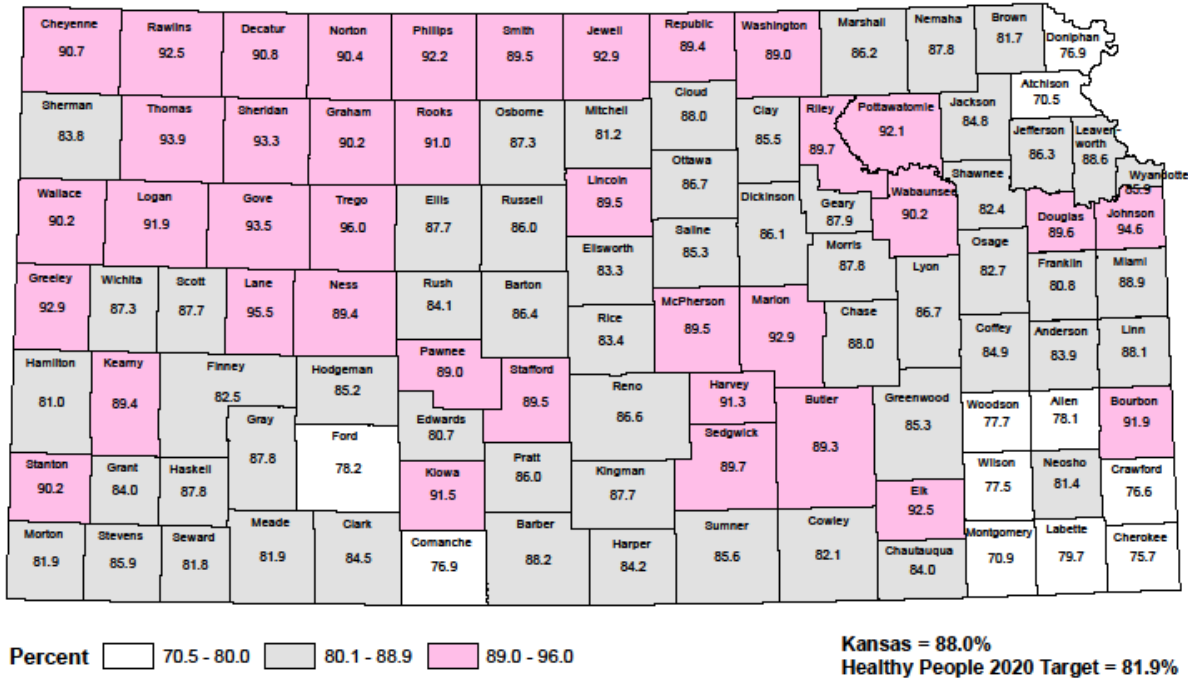 Cheyenne
90.7
Rawlins
92.5
Decatur
90.8
Norton
90.4
Phillips
92.2
Smith
89.5
Jewell
92.9
Republic
89.4
Washington
89.0
Marshall
86.2
Nemaha
87.8
Brown
81.7
Doniphan
76.9
Atchison
70.5
Sherman
83.8
Thomas
93.9
Sheridan
93.3
Graham
90.2
Rooks
91.0
Osborne
87.3
Mitchell
81.2
Cloud
88.0
Clay
85.5
Riley
89.7
Pottawatomie
92.1
Jackson
84.8
Jefferson
86.3
Leaven-
worth
88.6
Wyandotte
85.9
Ottawa
86.7
Lincoln
89.5
Wallace
90.2
Logan
91.9
Gove
93.5
Trego
96.0
Ellis
87.7
Russell
86.0
Dickinson
86.1
Geary
87.9
Wabaunsee
90.2
Shawnee
82.4
Douglas
89.6
Johnson
94.6
Saline
85.3
Ellsworth
83.3
Morris
87.8
Lyon
86.7
Osage
82.7
Franklin
80.8
Miami
88.9
Greeley
92.9
Wichita
87.3
Scott
87.7
Lane
95.5
Ness
89.4
Rush
84.1
Barton
86.4
Rice
83.4
McPherson
89.5
Marion
92.9
Chase
88.0
Coffey
84.9
Anderson
83.9
Linn
88.1
Hamilton
81.0
Kearny
89.4
Finney
82.5
Hodgeman
85.2
Pawnee
89.0
Stafford
89.5
Reno
86.6
Harvey
91.3
Butler
89.3
Greenwood
85.3
Woodson
77.7
Allen
78.1
Bourbon
91.9
Gray
87.8
Ford
78.2
Edwards
80.7
Sedgwick
89.7
Stanton
90.2
Grant
84.0
Haskell
87.8
Kiowa
91.5
Pratt
86.0
Kingman
87.7
Elk
92.5
Wilson
77.5
Neosho
81.4
Crawford
76.6
Morton
81.9
Stevens
85.9
Seward
81.8
Meade
81.9
Clark
84.5
Comanche
76.9
Barber
88.2
Harper
84.2
Sumner
85.6
Cowley
82.1
Chautauqua
84.0
Montgomery
70.9
Labette
79.7
Cherokee
75.7
Percent 70.5 - 80.0 80.1 - 88.9 89.0 - 96.0
Kansas = 88.0%
Healthy People 2020 Target = 81.9%